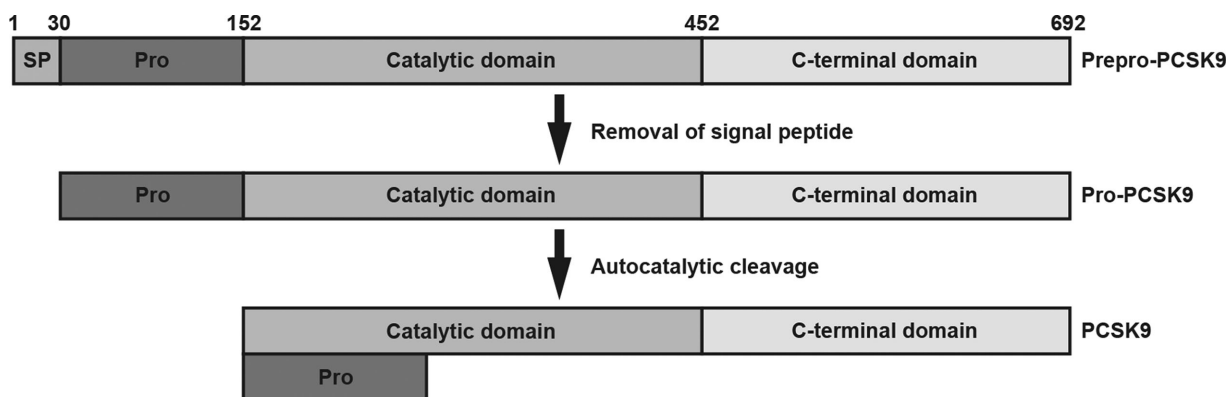 1 30 152 452 692
SP Pro Catalytic domain C-terminal domain Prepro-PCSK9
Removal of signal peptide
Pro Catalytic domain C-terminal domain Pro-PCSK9
Autocatalytic cleavage
Catalytic domain C-terminal domain PCSK9
Pro